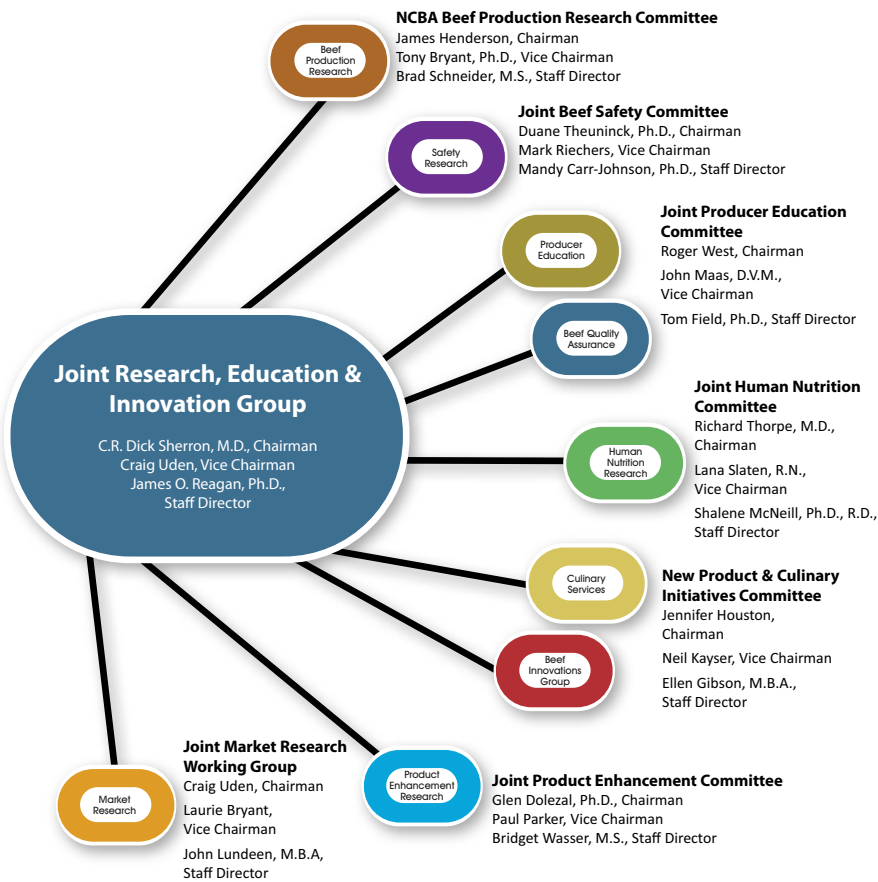 NCBA Beef Production Research Committee
James Henderson, Chairman
Tony Bryant, Ph.D., Vice Chairman
Brad Schneider, M.S., Staff Director
Beef
Production
Research
Joint Beef Safety Committee
Duane Theuninck, Ph.D., Chairman
Mark Riechers, Vice Chairman
Mandy Carr-Johnson, Ph.D., Staff Director
Safety
Research
Joint Producer Education
Committee
Roger West, Chairman
John Maas, D.V.M.,
Vice Chairman
Tom Field, Ph.D., Staff Director
Producer
Education
Beef Quality
Assurance
Joint Research, Education &
Innovation Group
C.R. Dick Sherron, M.D., Chairman
Craig Uden, Vice Chairman
James O. Reagan, Ph.D.,
Staff Director
Joint Human Nutrition
Committee
Richard Thorpe, M.D.,
Chairman
Lana Slaten, R.N.,
Vice Chairman
Shalene McNeill, Ph.D., R.D.,
Staff Director
Human
Nutrition
Research
Culinary
Services
New Product & Culinary
Initiatives Committee
Jennifer Houston,
Chairman
Neil Kayser, Vice Chairman
Ellen Gibson, M.B.A.,
Staff Director
Beef
Innovations
Group
Joint Market Research
Working Group
Craig Uden, Chairman
Laurie Bryant,
Vice Chairman
John Lundeen, M.B.A,
Staff Director
Market
Research
Product
Enhancement
Research
Joint Product Enhancement Committee
Glen Dolezal, Ph.D., Chairman
Paul Parker, Vice Chairman
Bridget Wasser, M.S., Staff Director